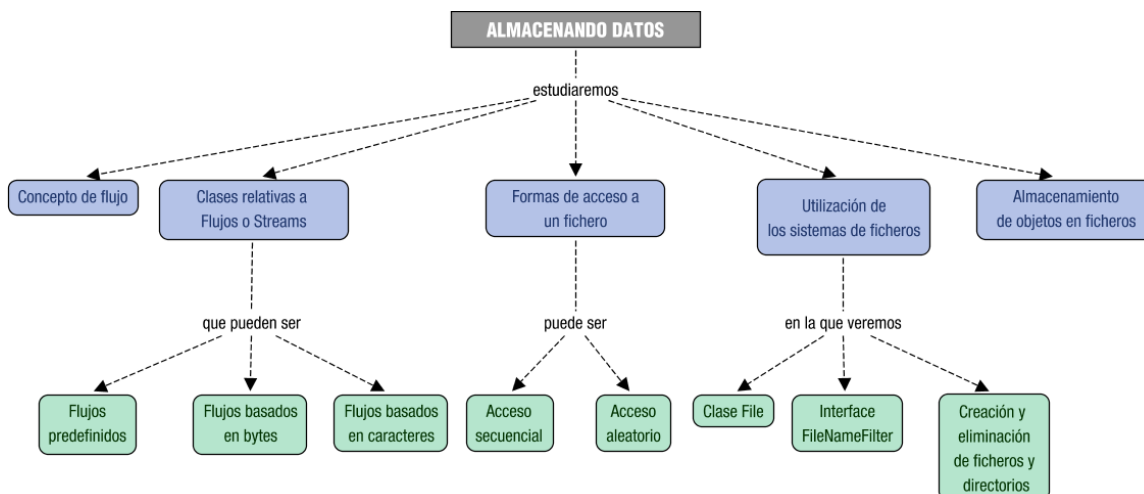 ALMACENANDO DATOS
estudiaremos
Concepto de flujo
Clases relativas a
Flujos o Streams
Formas de acceso a
un fichero
Utilización de
los sistemas de ficheros
Almacenamiento
de objetos en ficheros
que pueden ser
puede ser
en la que veremos
Flujos
predefinidos
Flujos basados
en bytes
Flujos basados
en caracteres
Acceso
secuencial
Acceso
aleatorio
Clase File
Interface
FileNameFilter
Creación y
eliminación
de ficheros y
directorios